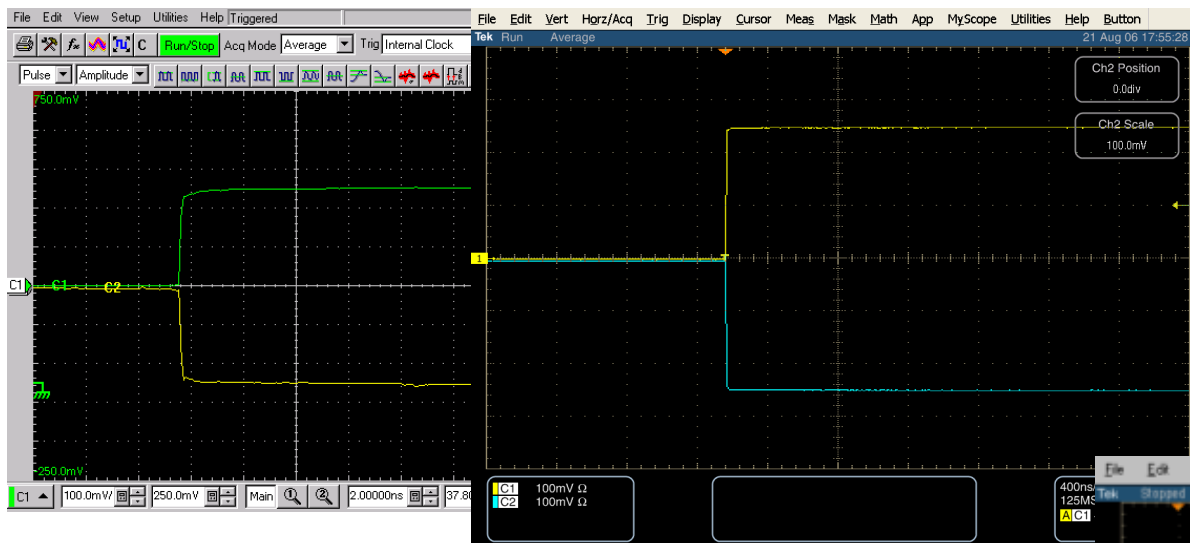 File Edit View Setup Utilities Help Triggered
Run/Stop Acq Mode Average Trig Internal Clock
C
Pulse Amplitude
750.0mV
C1 C1 C2
-250.0mV
C1 100.0mV/ 250.0mV Main 1 2 2.00000ns 37.80
File Edit Vert Horz/Acq Trig Display Cursor Meas Mask Math App MyScope Utilities Help Button
Tek Run Average 21 Aug 06 17:55:28
Ch2 Position
0.0div
Ch2 Scale
100.0mV
1
C1 100mV Ω
C2 100mV Ω
400ns
125MS
A C1
File Edit
Tek Stopped